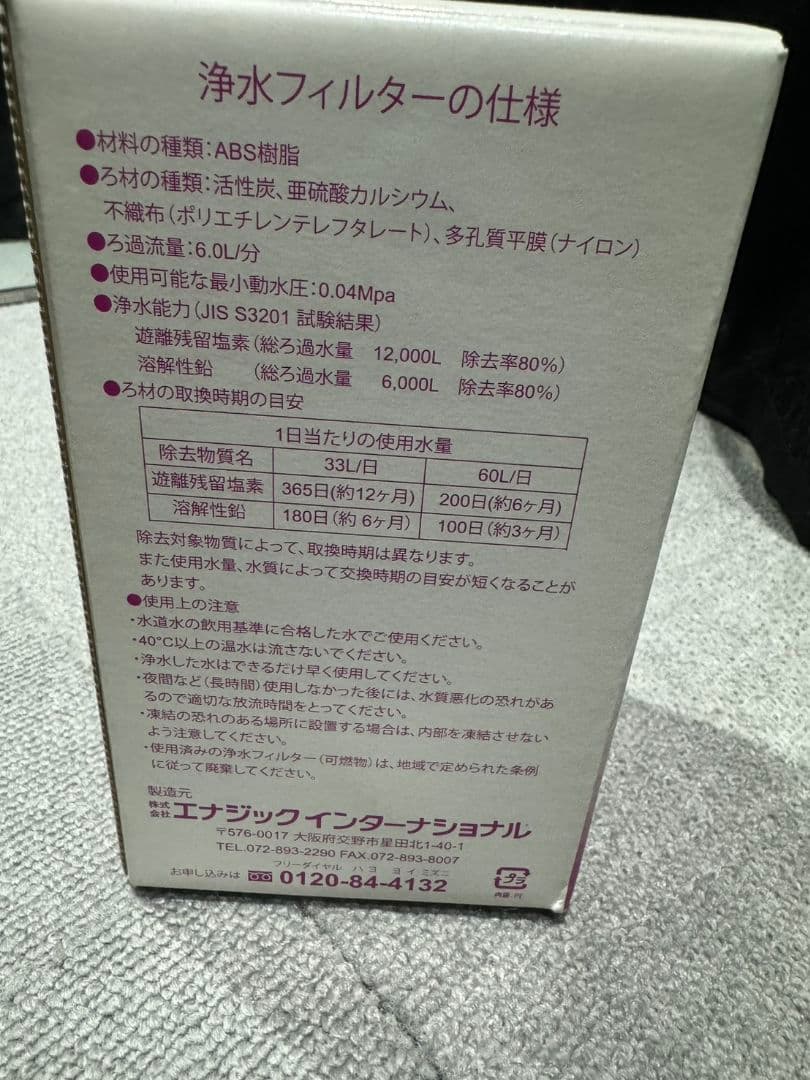 浄水フィルターの仕様
●材料の種類:ABS樹脂
●ろ材の種類:活性炭、亜硫酸カルシウム、
不織布(ポリエチレンテレフタレート)、多孔質平膜(ナイロン)
●ろ過流量:6.0L/分
●使用可能な最小動水圧:0.04Mpa
●浄水能力(JIS S3201 試験結果)
遊離残留塩素(総ろ過水量 12,000L 除去率80%)
溶解性鉛 (総ろ過水量 6,000L 除去率80%)
●ろ材の取換時期の目安
1日当たりの使用水量
除去物質名 33L/日 60L/日
遊離残留塩素 365日(約12ヶ月) 200日(約6ヶ月)
溶解性鉛 180日(約 6ヶ月) 100日(約3ヶ月)
除去対象物質によって、取換時期は異なります。
また使用水量、水質によって交換時期の目安が短くなることが
あります。
●使用上の注意
・水道水の飲用基準に合格した水でご使用ください。
・40°C以上の温水は流さないでください。
・浄水した水はできるだけ早く使用してください。
・夜間など(長時間)使用しなかった後には、水質悪化の恐れがあ
るので適切な放流時間をとってください。
・凍結の恐れのある場所に設置する場合は、内部を凍結させない
よう注意してください。
・使用済みの浄水フィルター(可燃物)は、地域で定められた条例
に従って廃棄してください。
製造元
株式会社 エナジック インターナショナル
〒576-0017 大阪府交野市星田北1-40-1
TEL.072-893-2290 FAX.072-893-8007
フリーダイヤル ハヨ ヨイ ミズニ
お申し込みは 0120-84-4132
プラ